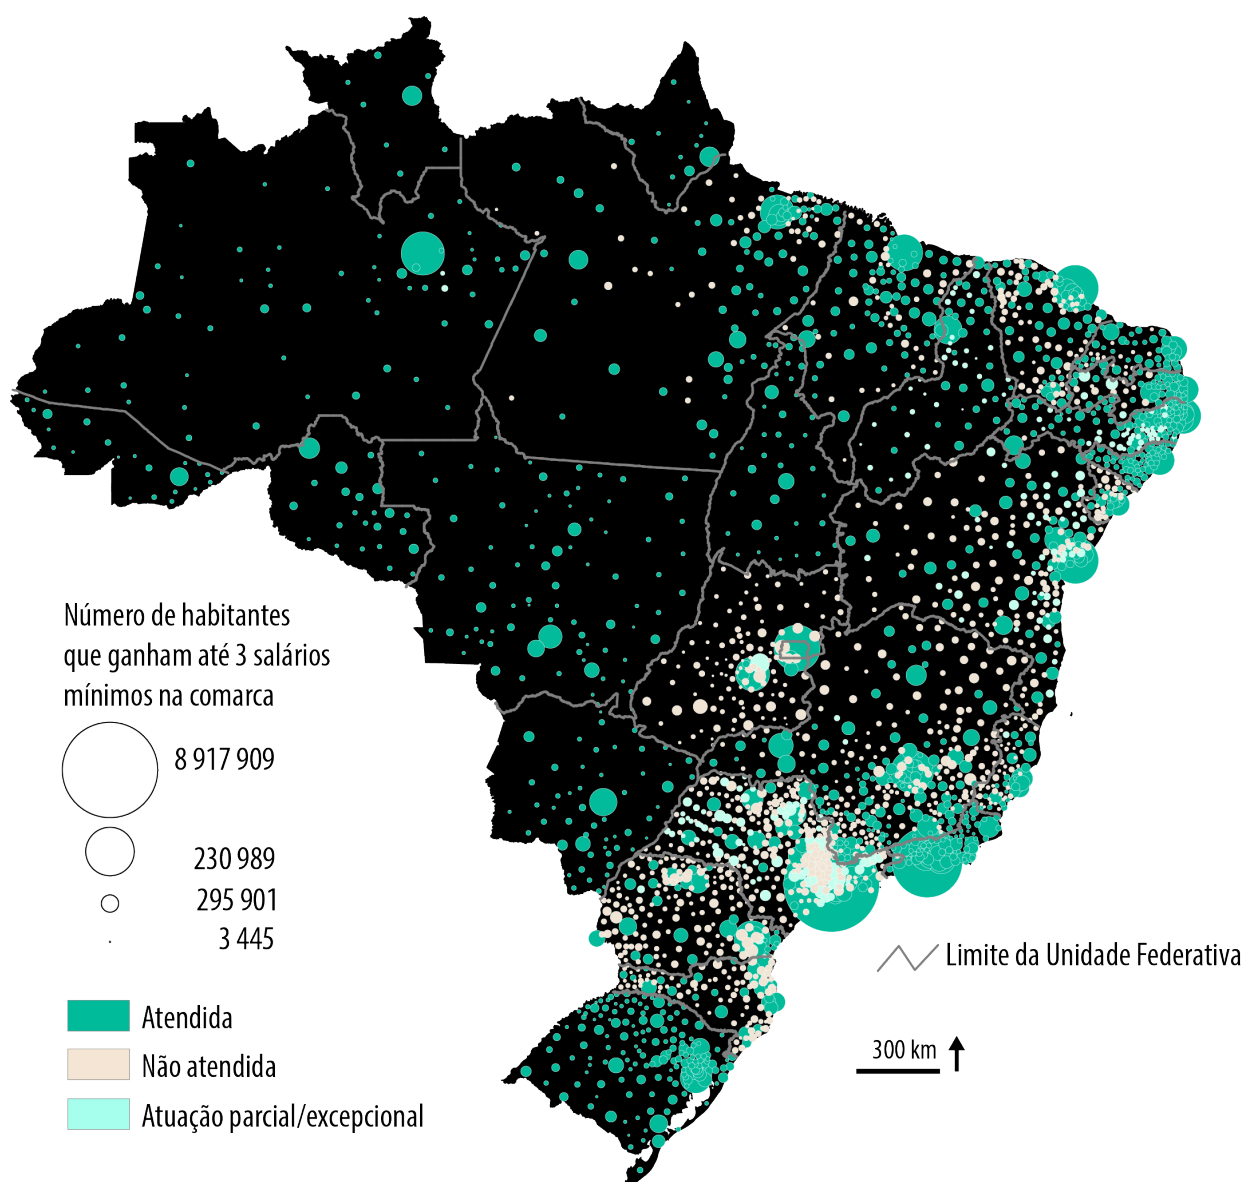 Número de habitantes
que ganham até 3 salários
mínimos na comarca
8 917 909
230 989
295 901
3 445
Limite da Unidade Federativa
Atendida
Não atendida
Atuação parcial/excepcional
300 km